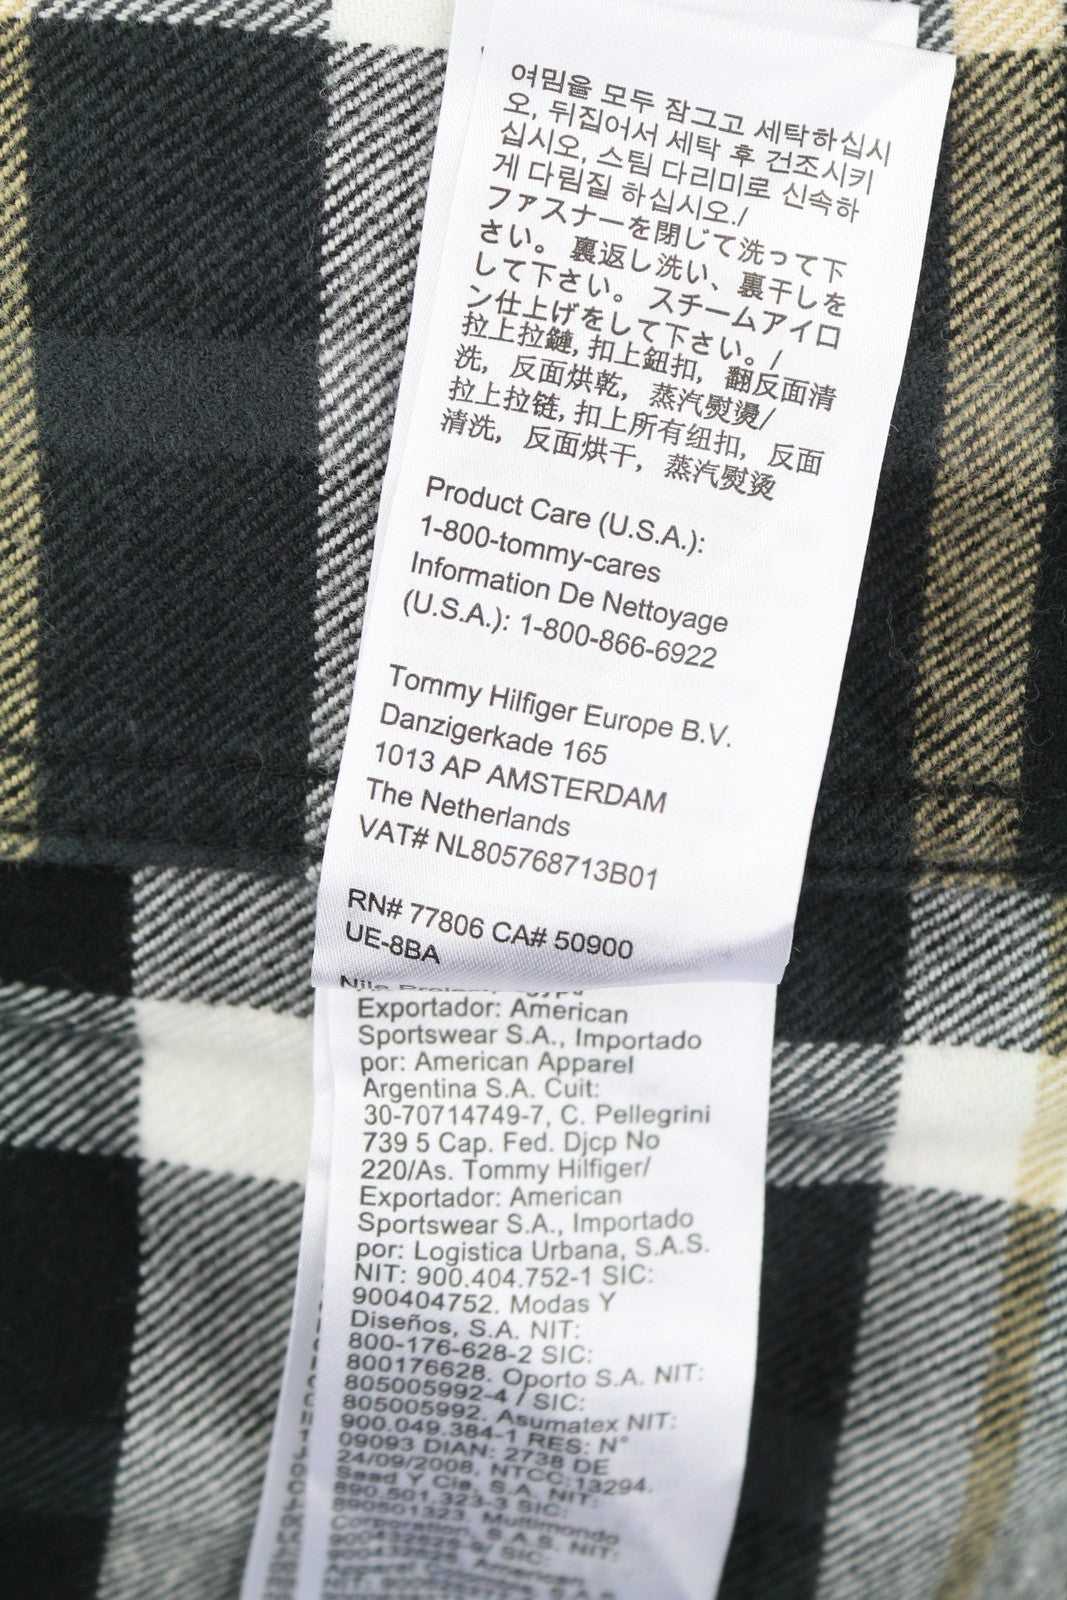 여밈을 모두 잠그고 세탁하십시
오, 뒤집어서 세탁 후 건조시키
십시오, 스팀 다리미로 신속하
게 다림질 하십시오./
ファスナーを閉じて洗って下
さい。 裏返し洗い、裏干しを
して下さい。 スチームアイロ
ン仕上げをして下さい。/
拉上拉鏈, 扣上鈕扣, 翻反面清
洗, 反面烘乾, 蒸汽熨燙/
拉上拉链, 扣上所有纽扣, 反面
清洗, 反面烘干, 蒸汽熨烫
Product Care (U.S.A.):
1-800-tommy-cares
Information De Nettoyage
(U.S.A.): 1-800-866-6922
Tommy Hilfiger Europe B.V.
Danzigerkade 165
1013 AP AMSTERDAM
The Netherlands
VAT# NL805768713B01
RN# 77806 CA# 50900
UE-8BA
Exportador: American
Sportswear S.A., Importado
por: American Apparel
Argentina S.A. Cuit:
30-70714749-7, C. Pellegrini
739 5 Cap. Fed. Djcp No
220/As. Tommy Hilfiger/
Exportador: American
Sportswear S.A., Importado
por: Logistica Urbana, S.A.S.
NIT: 900.404.752-1 SIC:
900404752. Modas Y
Diseños, S.A. NIT:
800-176-628-2 SIC:
800176628. Oporto S.A. NIT:
805005992-4 / SIC:
805005992. Asumatex NIT:
900.049.384-1 RES: N°
09093 DIAN: 2738 DE
24/09/2008. NTCC:13294.
Saad Y Cia, S.A. NIT:
890.501.323-3 SIC:
890501323. Multimondo
Corporation, S.A.S. NIT: